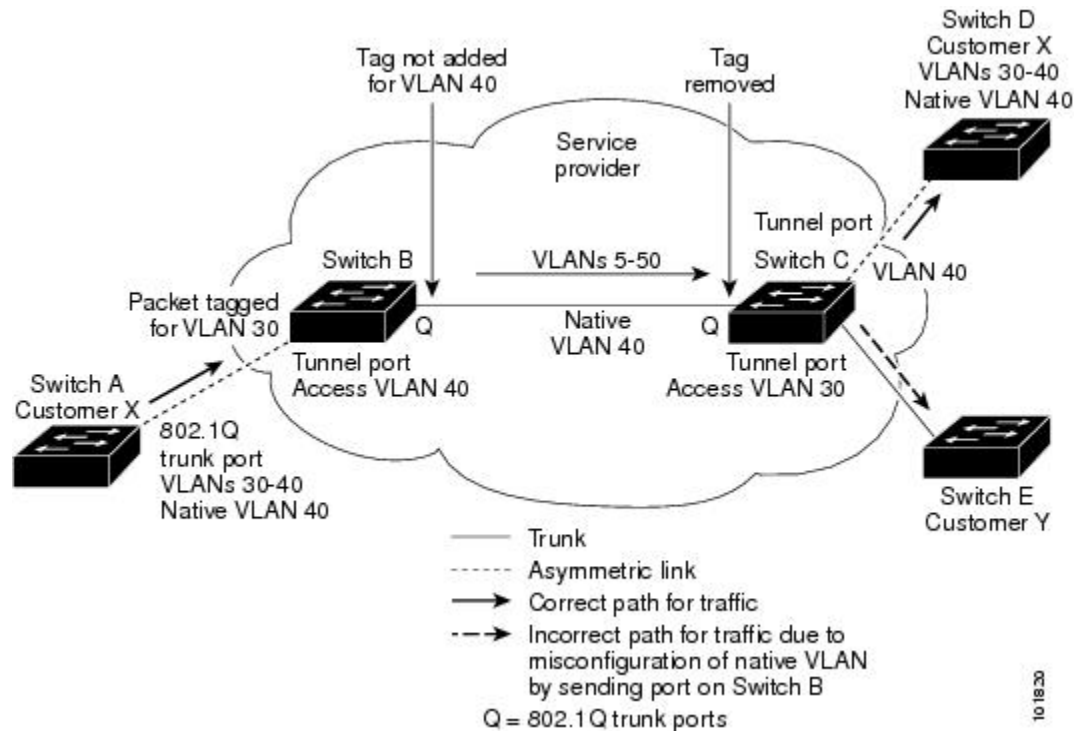 Tag not added
for VLAN 40
Tag
removed
Switch D
Customer X
VLANs 30-40
Native VLAN 40
Service
provider
Tunnel port
Switch B
VLANs 5-50
Switch C
VLAN 40
Packet tagged
for VLAN 30
Q
Native
VLAN 40
Q
Tunnel port
Access VLAN 40
Tunnel port
Access VLAN 30
Switch A
Customer X
802.1Q
trunk port
VLANs 30-40
Native VLAN 40
Switch E
Customer Y
Trunk
Asymmetric link
Correct path for traffic
Incorrect path for traffic due to
misconfiguration of native VLAN
by sending port on Switch B
Q = 802.1Q trunk ports
101820